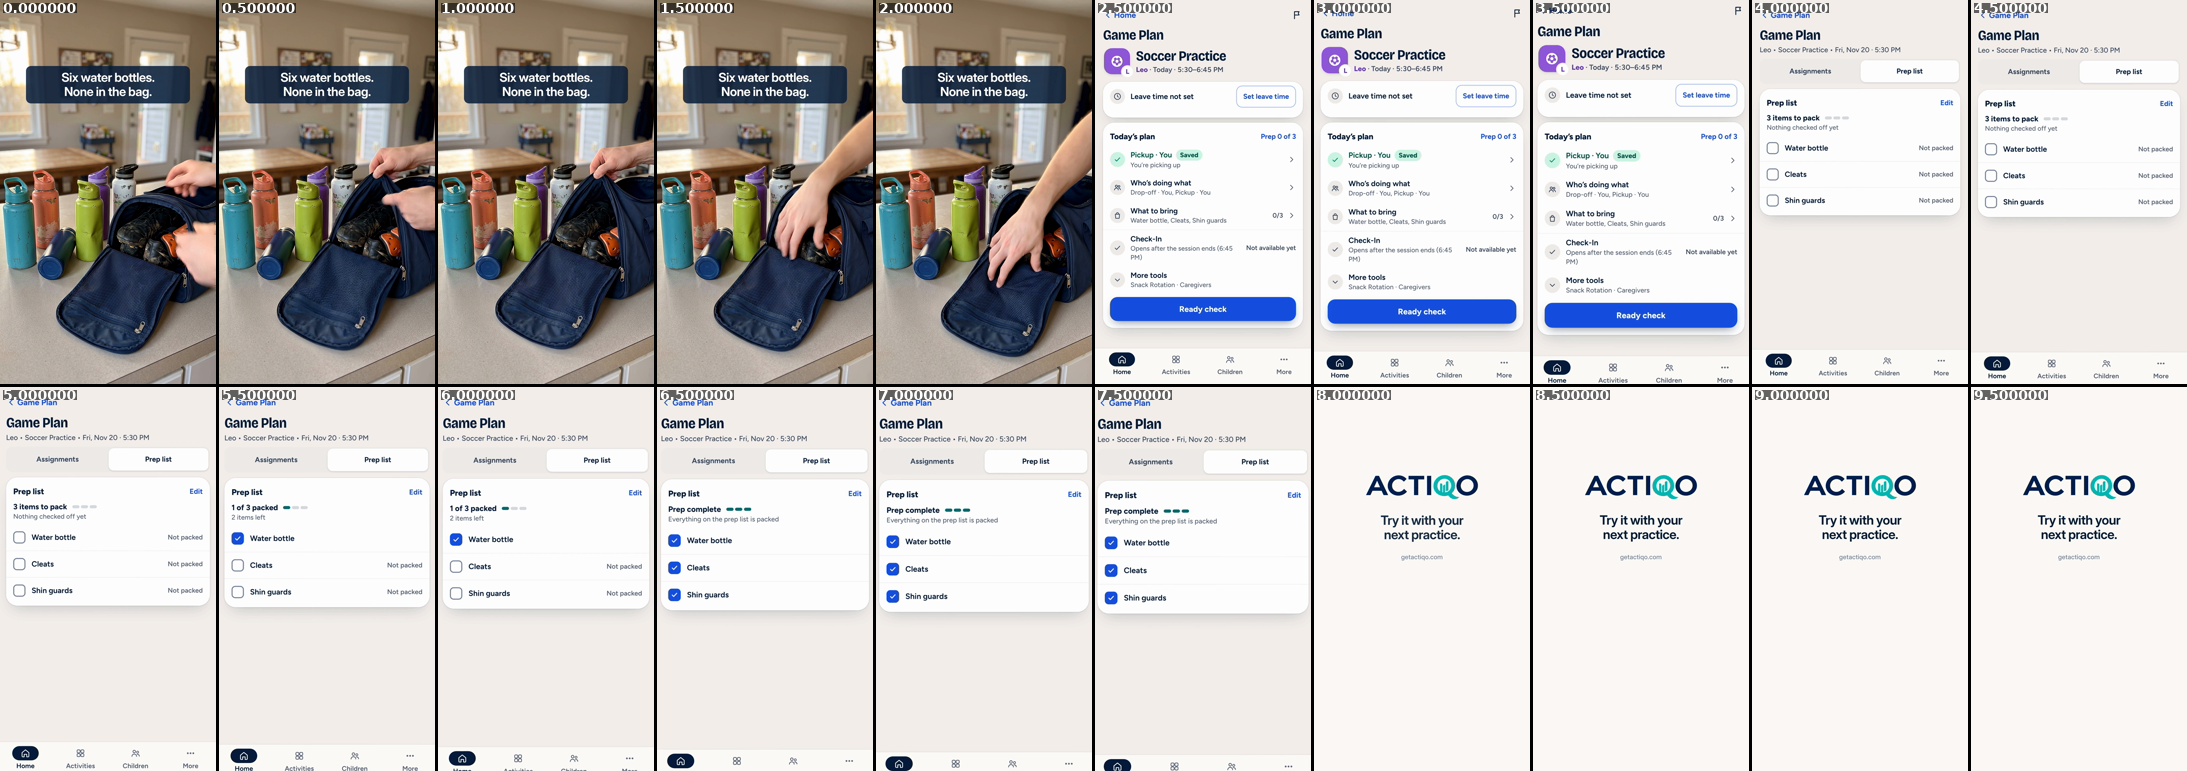 0.000000
Six water bottles.
None in the bag.
0.500000
Six water bottles.
None in the bag.
1.000000
Six water bottles.
None in the bag.
1.500000
Six water bottles.
None in the bag.
2.000000
Six water bottles.
None in the bag.
2.500000
Home
Game Plan
Soccer Practice
L
Leo · Today · 5:30–6:45 PM
Leave time not set
Set leave time
Today's plan
Prep 0 of 3
Pickup · You Saved
You're picking up
Who's doing what
Drop-off · You, Pickup · You
What to bring
Water bottle, Cleats, Shin guards
0/3
Check-In
Opens after the session ends (6:45
PM)
Not available yet
More tools
Snack Rotation · Caregivers
Ready check
Home
Activities
Children
More
3.000000
Home
Game Plan
Soccer Practice
L
Leo · Today · 5:30–6:45 PM
Leave time not set
Set leave time
Today's plan
Prep 0 of 3
Pickup · You Saved
You're picking up
Who's doing what
Drop-off · You, Pickup · You
What to bring
Water bottle, Cleats, Shin guards
0/3
Check-In
Opens after the session ends (6:45
PM)
Not available yet
More tools
Snack Rotation · Caregivers
Ready check
Home
Activities
Children
More
3.500000
Game Plan
Soccer Practice
L
Leo · Today · 5:30–6:45 PM
Leave time not set
Set leave time
Today's plan
Prep 0 of 3
Pickup · You Saved
You're picking up
Who's doing what
Drop-off · You, Pickup · You
What to bring
Water bottle, Cleats, Shin guards
0/3
Check-In
Opens after the session ends (6:45
PM)
Not available yet
More tools
Snack Rotation · Caregivers
Ready check
Home
Activities
Children
More
4.000000
Game Plan
Game Plan
Leo • Soccer Practice • Fri, Nov 20 · 5:30 PM
Assignments
Prep list
Prep list
Edit
3 items to pack
Nothing checked off yet
Water bottle
Not packed
Cleats
Not packed
Shin guards
Not packed
Home
Activities
Children
More
4.500000
Game Plan
Game Plan
Leo • Soccer Practice • Fri, Nov 20 · 5:30 PM
Assignments
Prep list
Prep list
Edit
3 items to pack
Nothing checked off yet
Water bottle
Not packed
Cleats
Not packed
Shin guards
Not packed
Home
Activities
Children
More
5.000000
Game Plan
Game Plan
Leo • Soccer Practice • Fri, Nov 20 · 5:30 PM
Assignments
Prep list
Prep list
Edit
3 items to pack
Nothing checked off yet
Water bottle
Not packed
Cleats
Not packed
Shin guards
Not packed
Home
Activities
Children
More
5.500000
Game Plan
Game Plan
Leo • Soccer Practice • Fri, Nov 20 · 5:30 PM
Assignments
Prep list
Prep list
Edit
1 of 3 packed
2 items left
Water bottle
Cleats
Not packed
Shin guards
Not packed
Home
Activities
Children
More
6.000000
Game Plan
Game Plan
Leo • Soccer Practice • Fri, Nov 20 · 5:30 PM
Assignments
Prep list
Prep list
Edit
1 of 3 packed
2 items left
Water bottle
Cleats
Not packed
Shin guards
Not packed
Home
Activities
Children
More
6.500000
Game Plan
Game Plan
Leo • Soccer Practice • Fri, Nov 20 · 5:30 PM
Assignments
Prep list
Prep list
Edit
Prep complete
Everything on the prep list is packed
Water bottle
Cleats
Shin guards
7.000000
Game Plan
Game Plan
Leo • Soccer Practice • Fri, Nov 20 · 5:30 PM
Assignments
Prep list
Prep list
Edit
Prep complete
Everything on the prep list is packed
Water bottle
Cleats
Shin guards
7.500000
Game Plan
Game Plan
Leo • Soccer Practice • Fri, Nov 20 · 5:30 PM
Assignments
Prep list
Prep list
Edit
Prep complete
Everything on the prep list is packed
Water bottle
Cleats
Shin guards
8.000000
ACTIQO
Try it with your
next practice.
getactiqo.com
8.500000
ACTIQO
Try it with your
next practice.
getactiqo.com
9.000000
ACTIQO
Try it with your
next practice.
getactiqo.com
9.500000
ACTIQO
Try it with your
next practice.
getactiqo.com